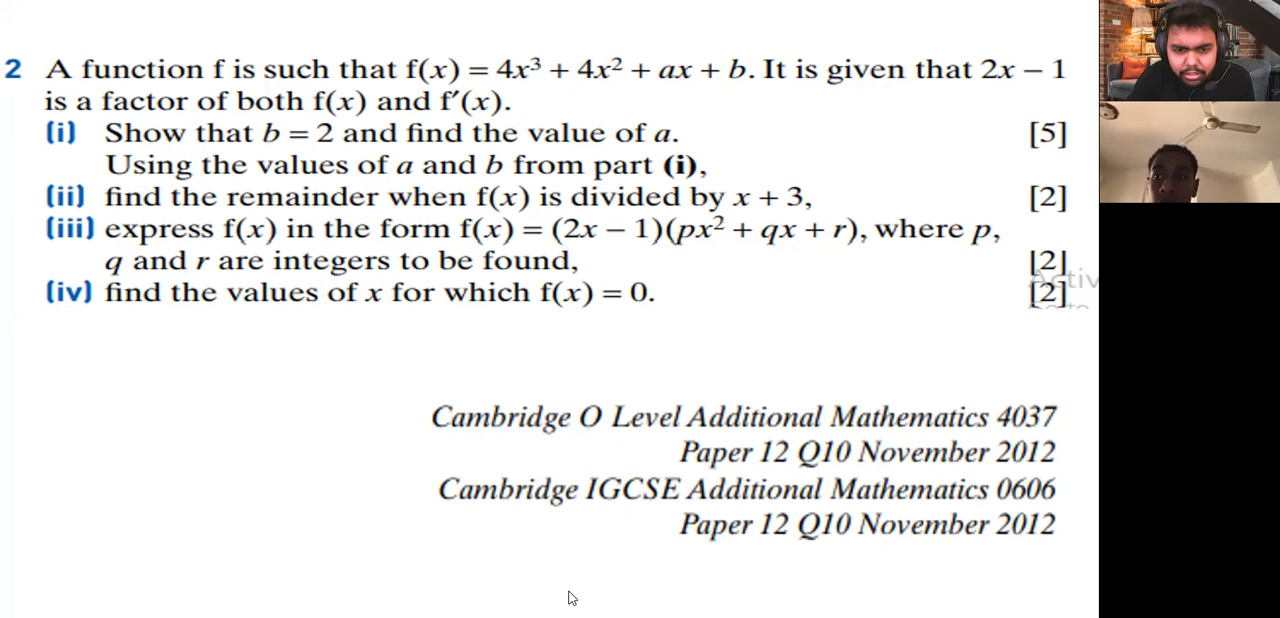 2 A function f is such that f(x) = 4x³ + 4x² + ax + b. It is given that 2x − 1
is a factor of both f(x) and f′(x).
(i) Show that b = 2 and find the value of a. [5]
Using the values of a and b from part (i),
(ii) find the remainder when f(x) is divided by x + 3, [2]
(iii) express f(x) in the form f(x) = (2x − 1)(px² + qx + r), where p,
q and r are integers to be found, [2]
(iv) find the values of x for which f(x) = 0. [2]
Cambridge O Level Additional Mathematics 4037
Paper 12 Q10 November 2012
Cambridge IGCSE Additional Mathematics 0606
Paper 12 Q10 November 2012